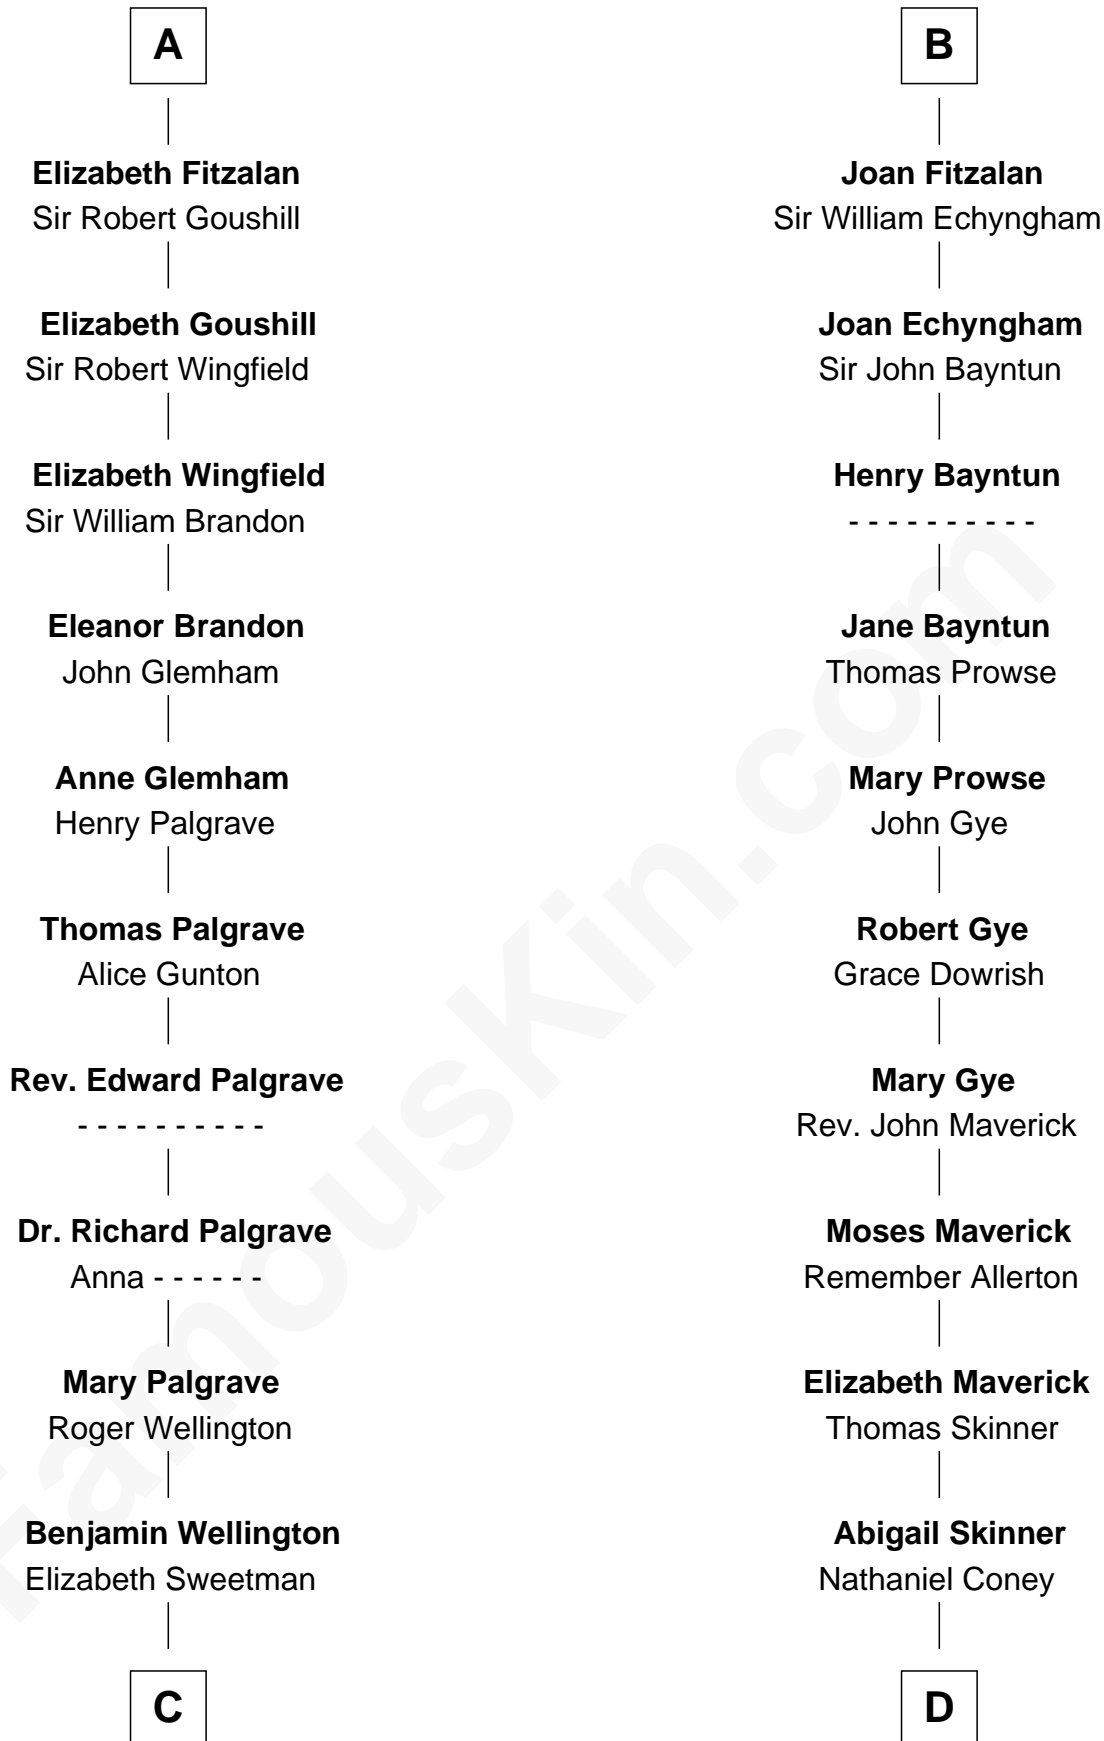 A
Elizabeth Fitzalan
Sir Robert Goushill
Elizabeth Goushill
Sir Robert Wingfield
Elizabeth Wingfield
Sir William Brandon
Eleanor Brandon
John Glemham
Anne Glemham
Henry Palgrave
Thomas Palgrave
Alice Gunton
Rev. Edward Palgrave
- - - - - - - - - -
Dr. Richard Palgrave
Anna - - - - - -
Mary Palgrave
Roger Wellington
Benjamin Wellington
Elizabeth Sweetman
C
B
Joan Fitzalan
Sir William Echyngham
Joan Echyngham
Sir John Bayntun
Henry Bayntun
- - - - - - - - - -
Jane Bayntun
Thomas Prowse
Mary Prowse
John Gye
Robert Gye
Grace Dowrish
Mary Gye
Rev. John Maverick
Moses Maverick
Remember Allerton
Elizabeth Maverick
Thomas Skinner
Abigail Skinner
Nathaniel Coney
D
FamousKin.com